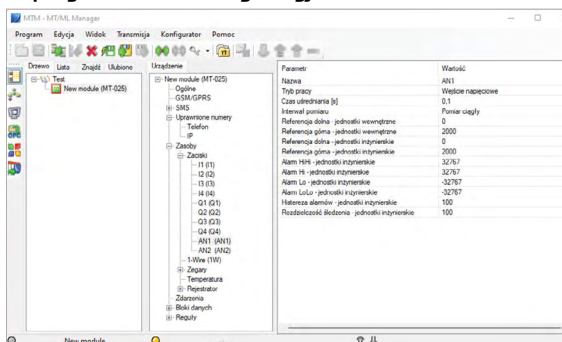 MTM - MT/ML Manager
Program Edycja Widok Transmisja Konfigurator Pomoc
Drzewo Lista Znajdź Ulubione
Test
New module (MT-025)
Urządzenie
New module (MT-025)
Ogólne
GSM/GPRS
SMS
Uprawnione numery
Telefon
IP
Zasoby
Zaciski
I1 (I1)
I2 (I2)
I3 (I3)
I4 (I4)
Q1 (Q1)
Q2 (Q2)
Q3 (Q3)
Q4 (Q4)
AN1 (AN1)
AN2 (AN2)
1-Wire (1W)
Zegary
Temperatura
Rejestrator
Zdarzenia
Bloki danych
Reguły
Parametr Wartość
Nazwa AN1
Tryb pracy Wejście napięciowe
Czas uśredniania [s] 0,1
Interwał pomiaru Pomiar ciągły
Referencja dolna - jednostki wewnętrzne 0
Referencja górna - jednostki wewnętrzne 2000
Referencja dolna - jednostki inżynierskie 0
Referencja górna - jednostki inżynierskie 2000
Alarm HiHi - jednostki inżynierskie 32767
Alarm Hi - jednostki inżynierskie 32767
Alarm Lo - jednostki inżynierskie -32767
Alarm LoLo - jednostki inżynierskie -32767
Histereza alarmów - jednostki inżynierskie 100
Rozdzielczość śledzenia - jednostki inżynierskie 100
New module